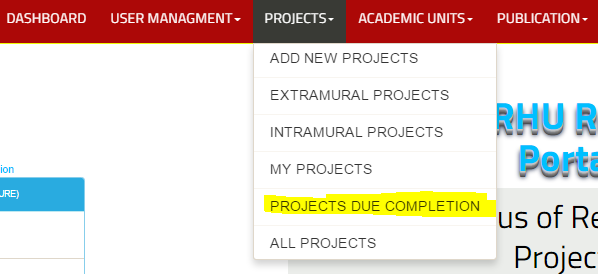 DASHBOARD USER MANAGMENT PROJECTS ACADEMIC UNITS PUBLICATION
ADD NEW PROJECTS
EXTRAMURAL PROJECTS
INTRAMURAL PROJECTS
MY PROJECTS
PROJECTS DUE COMPLETION
ALL PROJECTS
RHU R
Porta
ion
URE)
us of Re
Projec